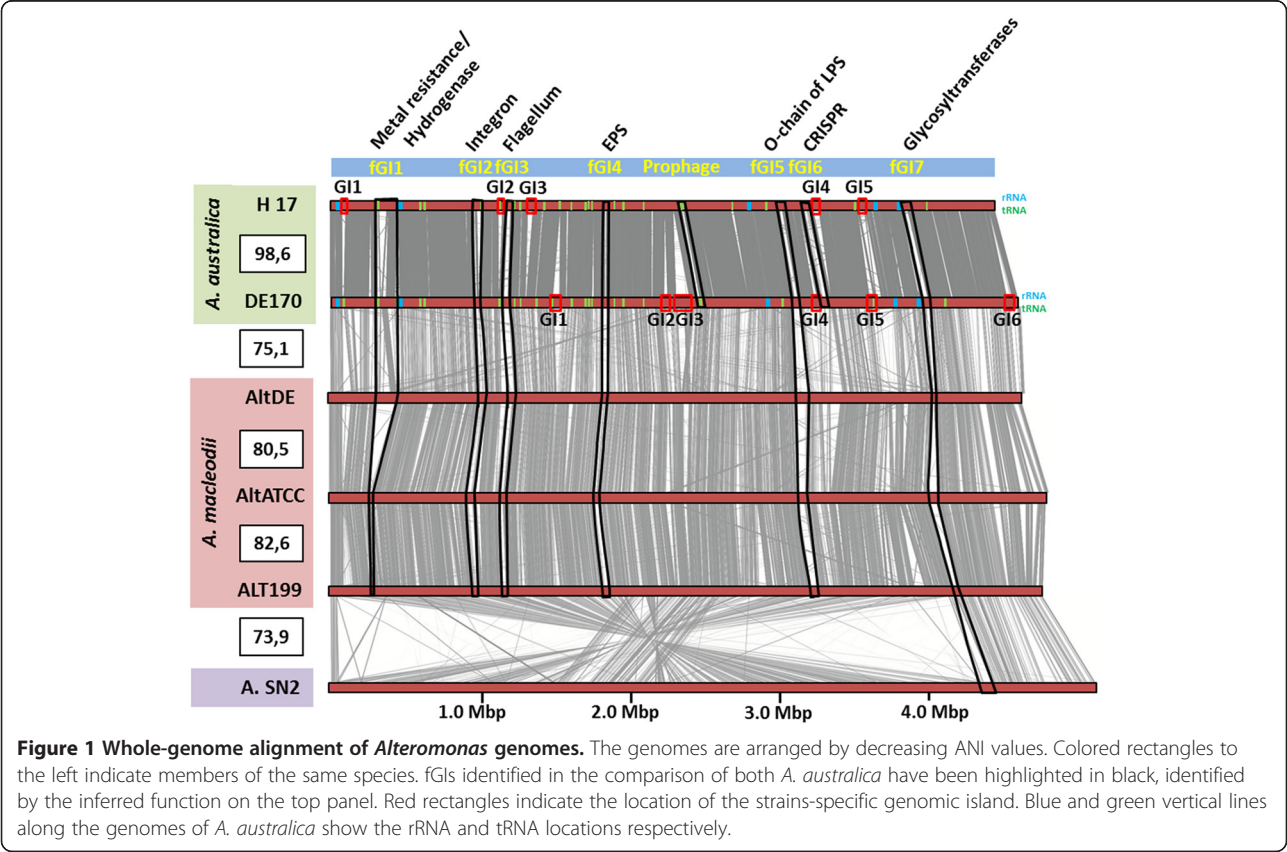 Metal resistance/
Hydrogenase
Integron
Flagellum
EPS
O-chain of LPS
CRISPR
Glycosyltransferases
fGI1 fGI2 fGI3 fGI4 Prophage fGI5 fGI6 fGI7
GI1 GI2 GI3 GI4 GI5
A. australica
H 17
rRNA
tRNA
98,6
DE170
rRNA
tRNA
GI1 GI2 GI3 GI4 GI5 GI6
75,1
A. macleodii
AltDE
80,5
AltATCC
82,6
ALT199
73,9
A. SN2
1.0 Mbp 2.0 Mbp 3.0 Mbp 4.0 Mbp
Figure 1 Whole-genome alignment of Alteromonas genomes. The genomes are arranged by decreasing ANI values. Colored rectangles to
the left indicate members of the same species. fGIs identified in the comparison of both A. australica have been highlighted in black, identified
by the inferred function on the top panel. Red rectangles indicate the location of the strains-specific genomic island. Blue and green vertical lines
along the genomes of A. australica show the rRNA and tRNA locations respectively.